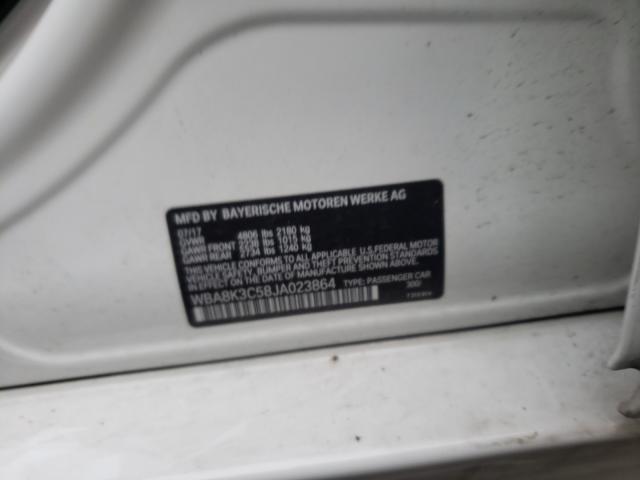 MFD BY BAYERISCHE MOTOREN WERKE AG
07/17
GVWR 4806 lbs 2180 kg
GAWR FRONT 2238 lbs 1015 kg
GAWR REAR 2734 lbs 1240 kg
THIS VEHICLE CONFORMS TO ALL APPLICABLE U.S. FEDERAL MOTOR
VEHICLE SAFETY, BUMPER, AND THEFT PREVENTION STANDARDS
IN EFFECT ON THE DATE OF MANUFACTURE SHOWN ABOVE.
WBA8K3C58JA023864 TYPE: PASSENGER CAR